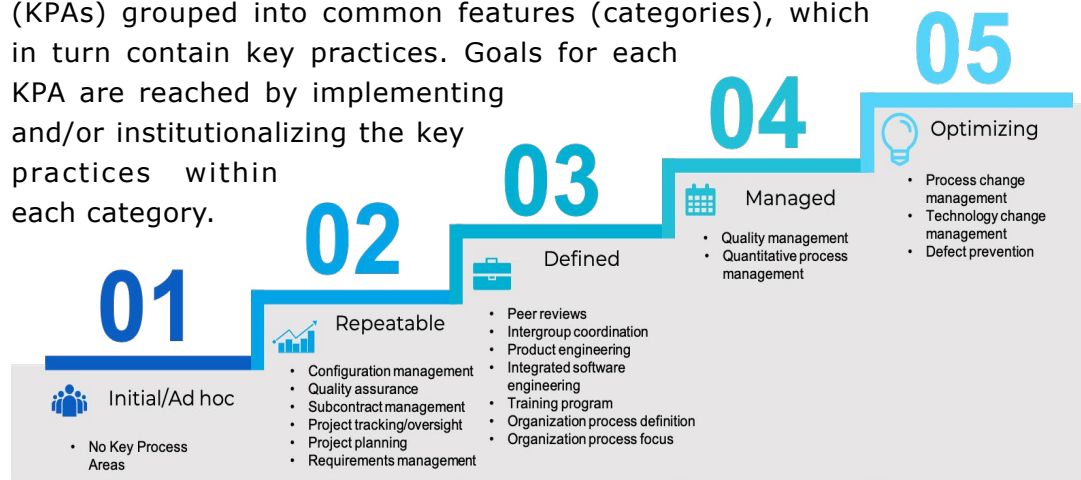 (KPAs) grouped into common features (categories), which
in turn contain key practices. Goals for each
KPA are reached by implementing
and/or institutionalizing the key
practices within
each category.
01
Initial/Ad hoc
• No Key Process
Areas
02
Repeatable
• Configuration management
• Quality assurance
• Subcontract management
• Project tracking/oversight
• Project planning
• Requirements management
03
Defined
• Peer reviews
• Intergroup coordination
• Product engineering
• Integrated software
engineering
• Training program
• Organization process definition
• Organization process focus
04
Managed
• Quality management
• Quantitative process
management
05
Optimizing
• Process change
management
• Technology change
management
• Defect prevention